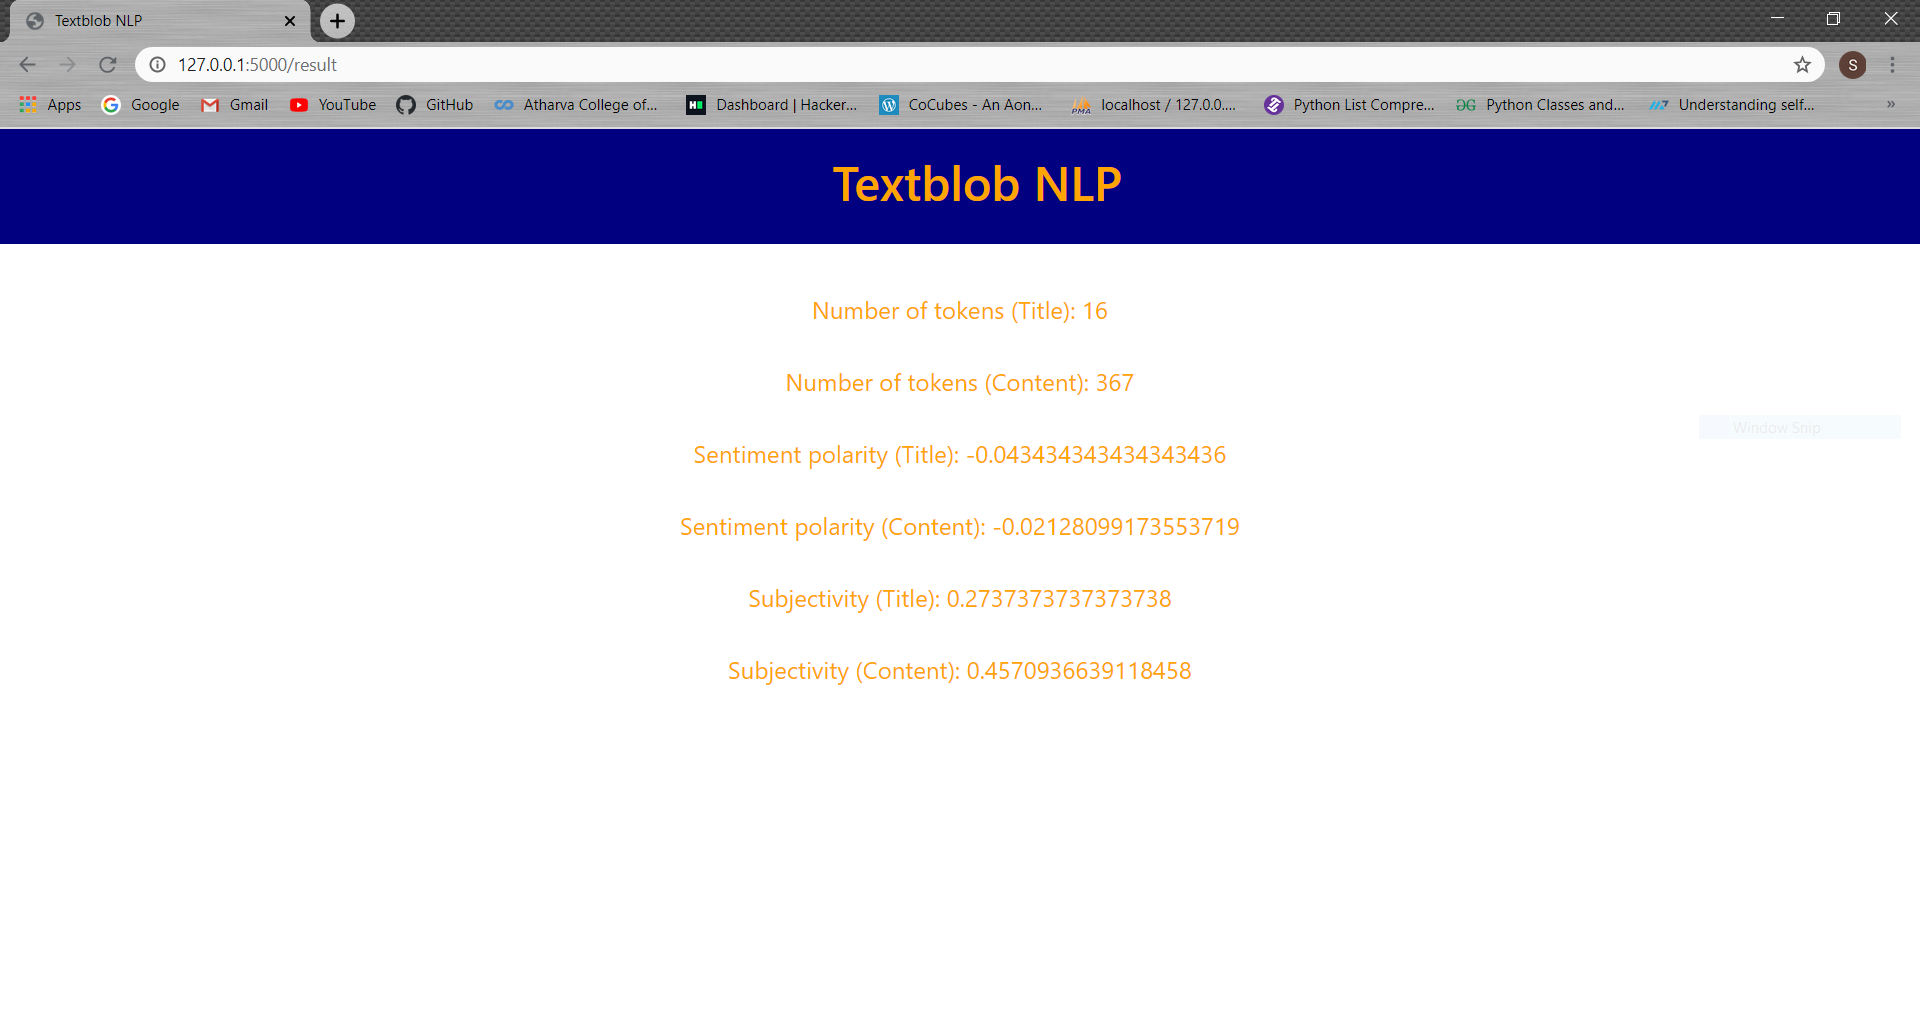 Textblob NLP
127.0.0.1:5000/result
S
Apps Google Gmail YouTube GitHub Atharva College of... Dashboard | Hacker... CoCubes - An Aon... localhost / 127.0.0.... Python List Compre... Python Classes and... Understanding self... »
Textblob NLP
Number of tokens (Title): 16
Number of tokens (Content): 367
Window Snip
Sentiment polarity (Title): -0.043434343434343436
Sentiment polarity (Content): -0.02128099173553719
Subjectivity (Title): 0.2737373737373738
Subjectivity (Content): 0.4570936639118458